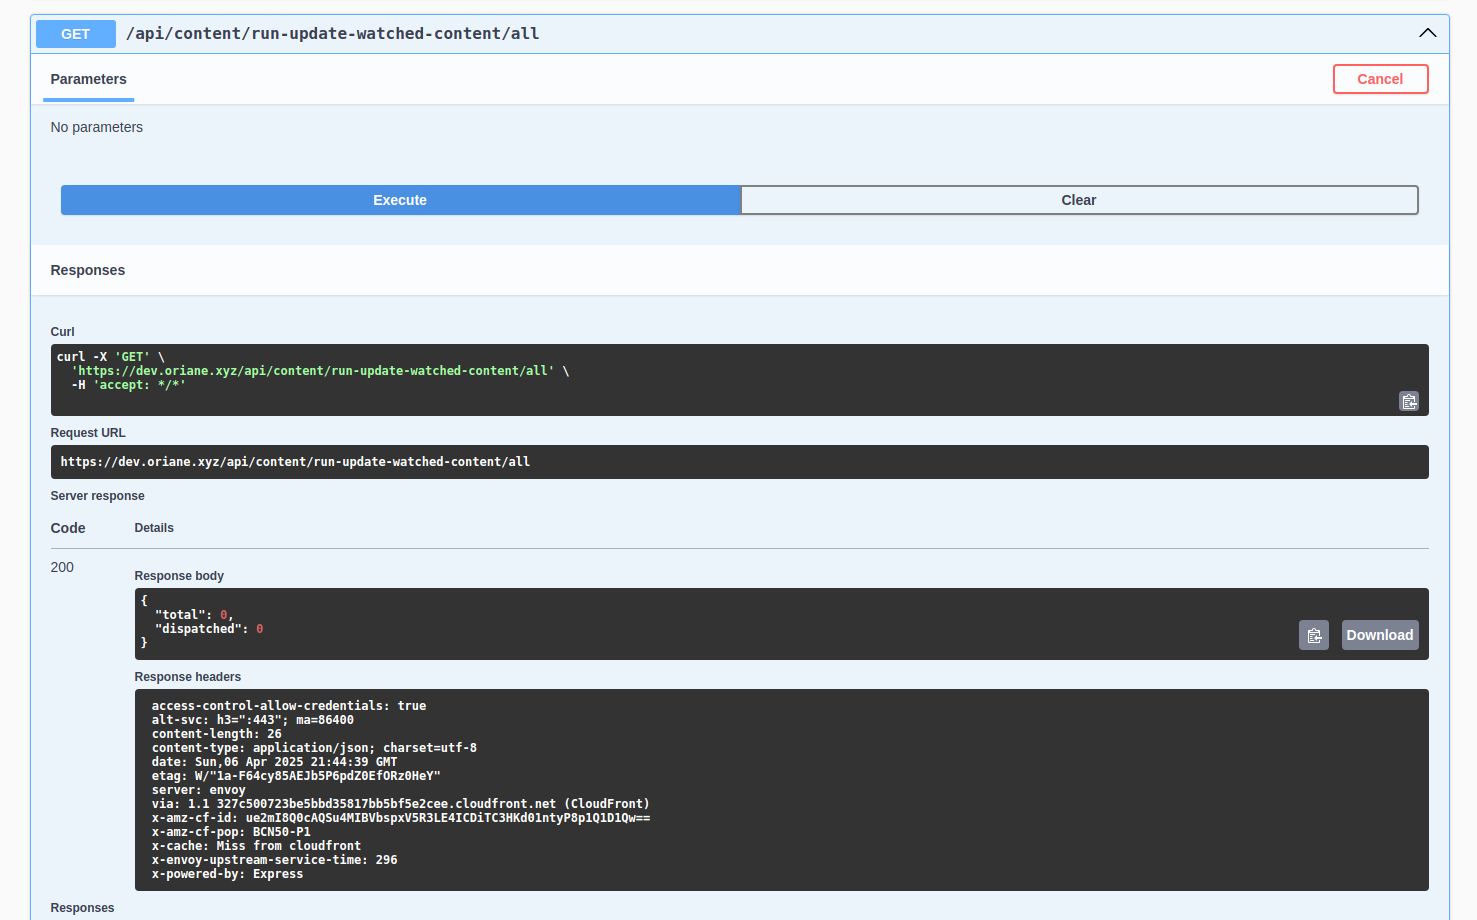 GET /api/content/run-update-watched-content/all
Parameters
Cancel
No parameters
Execute
Clear
Responses
Curl
curl -X 'GET' \
'https://dev.oriane.xyz/api/content/run-update-watched-content/all' \
-H 'accept: */*'
Request URL
https://dev.oriane.xyz/api/content/run-update-watched-content/all
Server response
Code Details
200
Response body
{
"total": 0,
"dispatched": 0
}
Download
Response headers
access-control-allow-credentials: true
alt-svc: h3=":443"; ma=86400
content-length: 26
content-type: application/json; charset=utf-8
date: Sun,06 Apr 2025 21:44:39 GMT
etag: W/"1a-F64cy85AEJb5P6pdZ0EfORz0HeY"
server: envoy
via: 1.1 327c500723be5bbd35817bb5bf5e2cee.cloudfront.net (CloudFront)
x-amz-cf-id: ue2mI8Q0cAQSu4MIBVbspxV5R3LE4ICDiTC3HKd01ntyP8p1Q1D1Qw==
x-amz-cf-pop: BCN50-P1
x-cache: Miss from cloudfront
x-envoy-upstream-service-time: 296
x-powered-by: Express
Responses